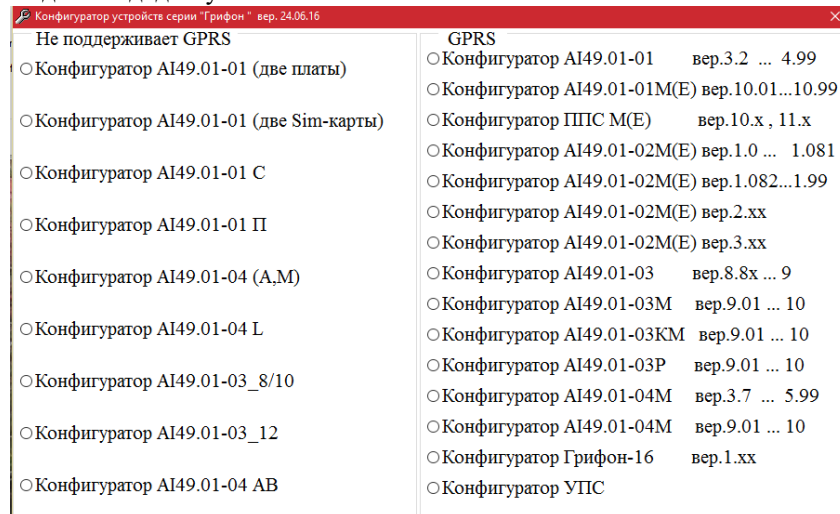 Конфигуратор устройств серии "Грифон " вер. 24.06.16
Не поддерживает GPRS
Конфигуратор AI49.01-01 (две платы)
Конфигуратор AI49.01-01 (две Sim-карты)
Конфигуратор AI49.01-01 С
Конфигуратор AI49.01-01 П
Конфигуратор AI49.01-04 (А,М)
Конфигуратор AI49.01-04 L
Конфигуратор AI49.01-03_8/10
Конфигуратор AI49.01-03_12
Конфигуратор AI49.01-04 АВ
GPRS
Конфигуратор AI49.01-01 вер.3.2 ... 4.99
Конфигуратор AI49.01-01М(Е) вер.10.01...10.99
Конфигуратор ППС М(Е) вер.10.х , 11.х
Конфигуратор AI49.01-02М(Е) вер.1.0 ... 1.081
Конфигуратор AI49.01-02М(Е) вер.1.082...1.99
Конфигуратор AI49.01-02М(Е) вер.2.хх
Конфигуратор AI49.01-02М(Е) вер.3.хх
Конфигуратор AI49.01-03 вер.8.8х ... 9
Конфигуратор AI49.01-03М вер.9.01 ... 10
Конфигуратор AI49.01-03КМ вер.9.01 ... 10
Конфигуратор AI49.01-03Р вер.9.01 ... 10
Конфигуратор AI49.01-04М вер.3.7 ... 5.99
Конфигуратор AI49.01-04М вер.9.01 ... 10
Конфигуратор Грифон-16 вер.1.хх
Конфигуратор УПС